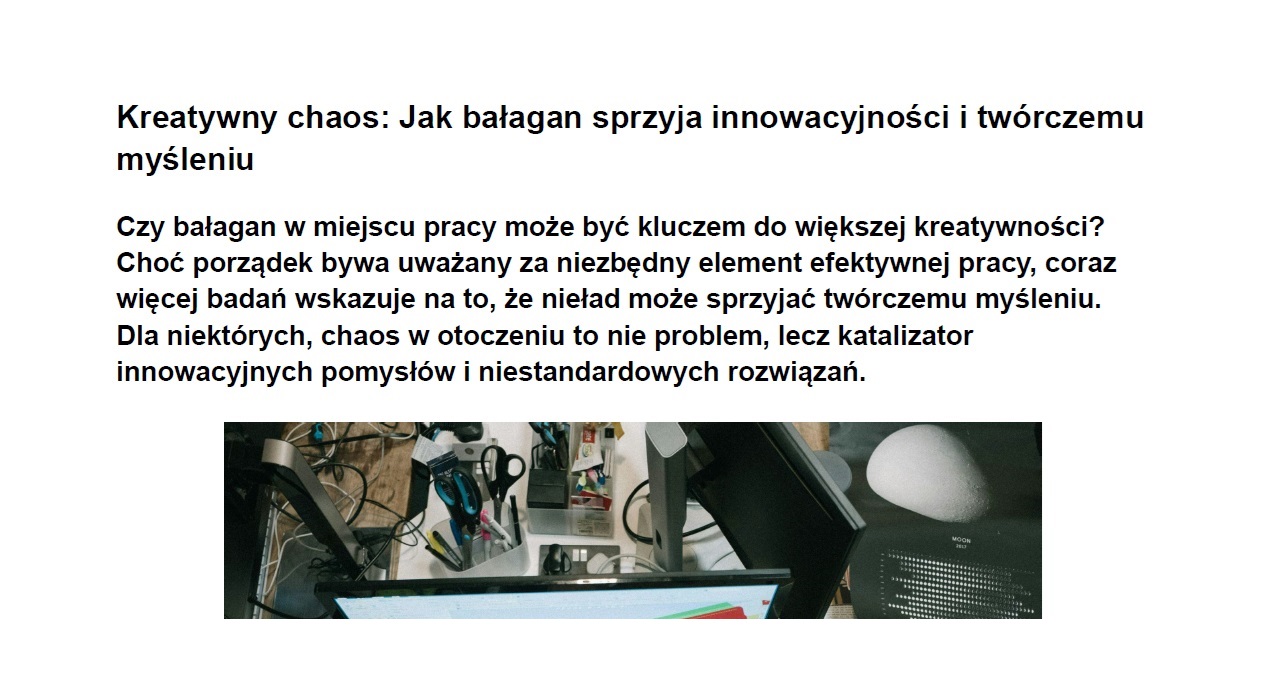 Kreatywny chaos: Jak bałagan sprzyja innowacyjności i twórczemu
myśleniu
Czy bałagan w miejscu pracy może być kluczem do większej kreatywności?
Choć porządek bywa uważany za niezbędny element efektywnej pracy, coraz
więcej badań wskazuje na to, że nieład może sprzyjać twórczemu myśleniu.
Dla niektórych, chaos w otoczeniu to nie problem, lecz katalizator
innowacyjnych pomysłów i niestandardowych rozwiązań.
MOON
2017